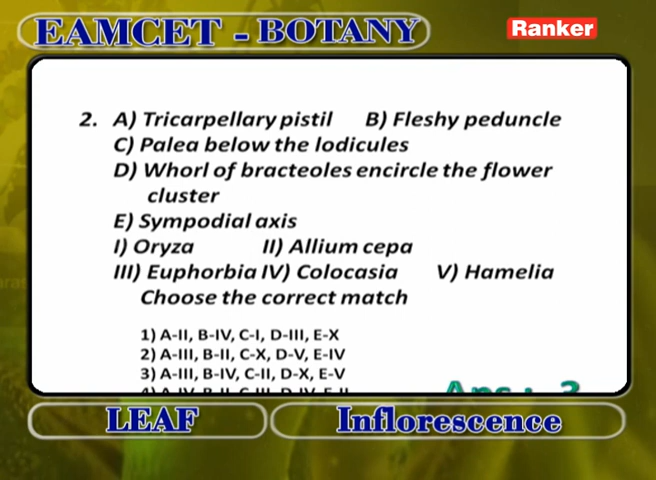 EAMCET - BOTANY
Ranker
2. A) Tricarpellary pistil B) Fleshy peduncle
C) Palea below the lodicules
D) Whorl of bracteoles encircle the flower
cluster
E) Sympodial axis
I) Oryza II) Allium cepa
III) Euphorbia IV) Colocasia V) Hamelia
Choose the correct match
1) A-II, B-IV, C-I, D-III, E-X
2) A-III, B-II, C-X, D-V, E-IV
3) A-III, B-IV, C-II, D-X, E-V
Ans : 3
LEAF
Inflorescence